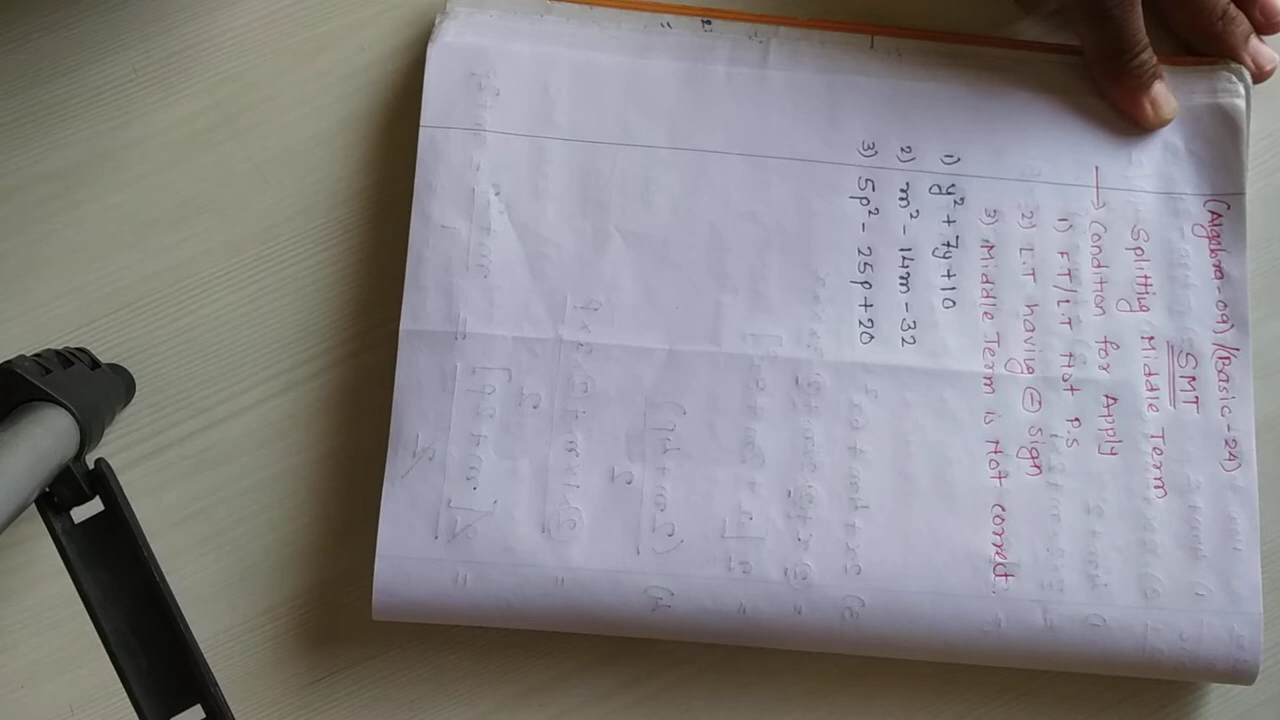 (Algebra-09)/(Basic-24)
SMT
Splitting Middle Term
→ Condition for Apply
1) F.T/L.T Not P.S
2) L.T having ⊖ sign
3) Middle Term is Not correct.
1) y² + 7y + 10
2) m² - 14m - 32
3) 5p² - 25p + 20